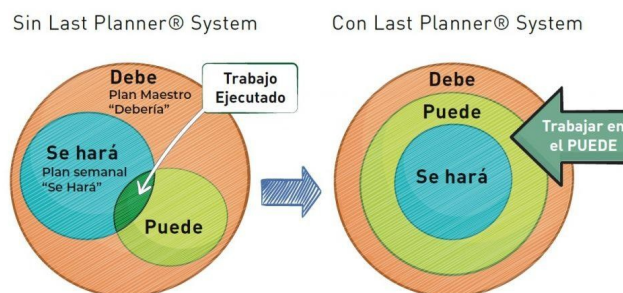 Sin Last Planner® System
Debe
Plan Maestro
“Debería”
Trabajo
Ejecutado
Se hará
Plan semanal
“Se Hará”
Puede
Con Last Planner® System
Debe
Puede
Se hará
Trabajar en
el PUEDE